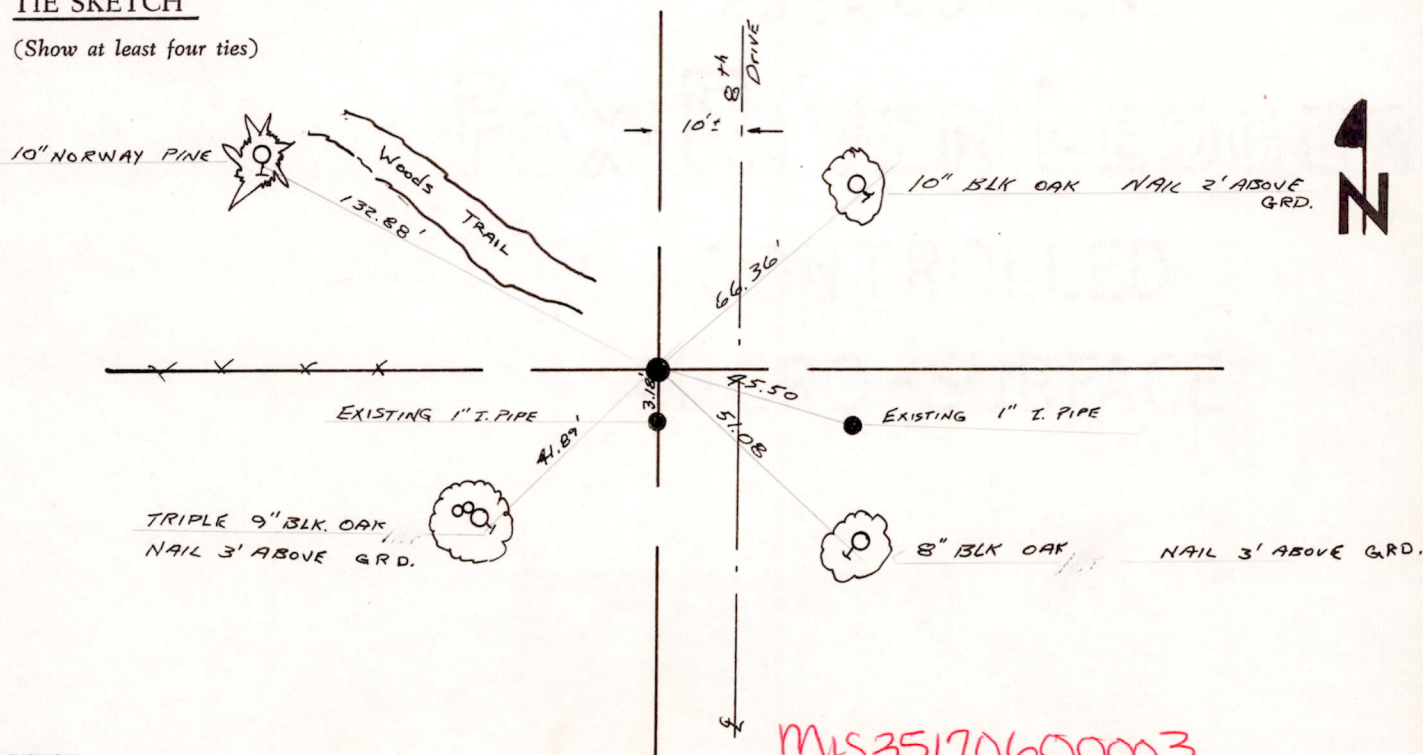 TIE SKETCH
(Show at least four ties)
8th Drive
10'±
10" NORWAY PINE
Woods TRAIL
132.88'
10" BLK OAK NAIL 2' ABOVE GRD.
N
66.36'
45.50
3.18'
EXISTING 1" I. PIPE
EXISTING 1" I. PIPE
41.89'
51.08
TRIPLE 9" BLK. OAK
NAIL 3' ABOVE GRD.
8" BLK OAK NAIL 3' ABOVE GRD.
℄